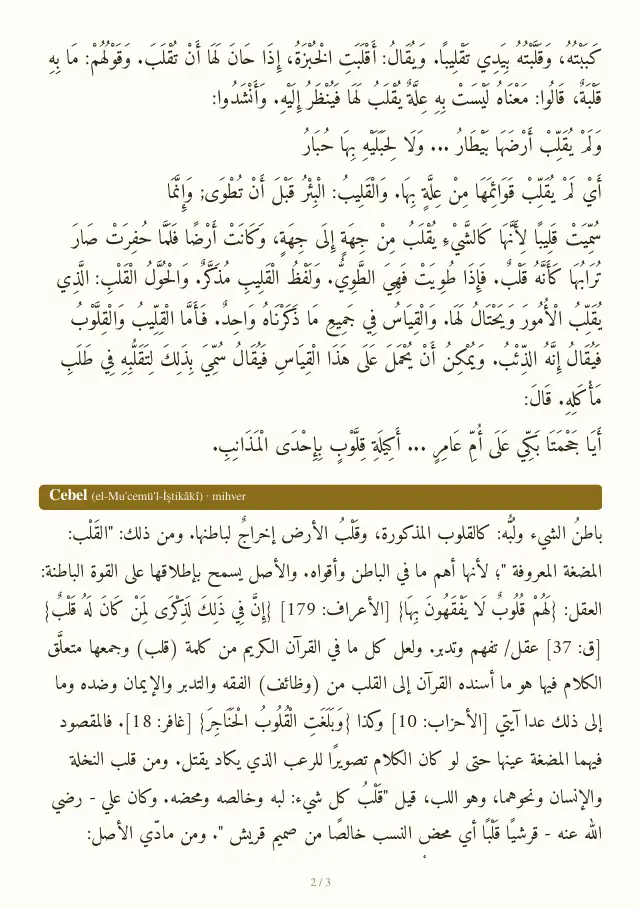 كَبَبْتُهُ، وَقَلَّبْتُهُ بِيَدِي تَقْلِيبًا. وَيُقَالُ: أَقْلَبَتِ الْخُبْزَةُ، إِذَا حَانَ لَهَا أَنْ تُقْلَبَ. وَقَوْلُهُمْ: مَا بِهِ
قَلَبَةٌ، قَالُوا: مَعْنَاهُ لَيْسَتْ بِهِ عِلَّةٌ يُقْلَبُ لَهَا فَيُنْظَرُ إِلَيْهِ. وَأَنْشَدُوا:
وَلَمْ يُقَلِّبْ أَرْضَهَا بَيْطَارُ ... وَلَا لِحَبْلَيْهِ بِهَا حُبَارُ
أَيْ لَمْ يُقَلِّبْ قَوَائِمَهَا مِنْ عِلَّةٍ بِهَا. وَالْقَلِيبُ: الْبِئْرُ قَبْلَ أَنْ تُطْوَى; وَإِنَّمَا
سُمِّيَتْ قَلِيبًا لِأَنَّهَا كَالشَّيْءِ يُقْلَبُ مِنْ جِهَةٍ إِلَى جِهَةٍ، وَكَانَتْ أَرْضًا فَلَمَّا حُفِرَتْ صَارَ
تُرَابُهَا كَأَنَّهُ قَلْبٌ. فَإِذَا طُوِيَتْ فَهِيَ الطَّوِيُّ. وَلَفْظُ الْقَلِيبِ مُذَكَّرٌ. وَالْحُوَّلُ الْقَلْبِ: الَّذِي
يُقَلِّبُ الْأُمُورَ وَيَحْتَالُ لَهَا. وَالْقِيَاسُ فِي جَمِيعِ مَا ذَكَرْنَاهُ وَاحِدٌ. فَأَمَّا الْقِلِّيبُ وَالْقِلَّوْبُ
فَيُقَالُ إِنَّهُ الذِّئْبُ. وَيُمْكِنُ أَنْ يُحْمَلَ عَلَى هَذَا الْقِيَاسِ فَيُقَالُ سُمِّيَ بِذَلِكَ لِتَقَلُّبِهِ فِي طَلَبِ
مَأْكَلِهِ. قَالَ:
أَيَا جَحْمَتَا بَكِّي عَلَى أُمِّ عَامِرٍ ... أَكِيلَةِ قِلَّوْبٍ بِإِحْدَى الْمَذَانِبِ.
Cebel (el-Mu'cemü'l-İştikâkî) · mihver
باطنُ الشيء ولُبُّه: كالقلوب المذكورة، وقَلْبُ الأرض إخراجٌ لباطنها. ومن ذلك: "القَلْب:
المضغة المعروفة "؛ لأنها أهم ما في الباطن وأقواه. والأصل يسمح بإطلاقها على القوة الباطنة:
العقل: {لَهُمْ قُلُوبٌ لَا يَفْقَهُونَ بِهَا} [الأعراف: 179] {إِنَّ فِي ذَلِكَ لَذِكْرَى لِمَنْ كَانَ لَهُ قَلْبٌ}
[ق: 37] عقل/ تفهم وتدبر. ولعل كل ما في القرآن الكريم من كلمة (قلب) وجمعها متعلَّق
الكلام فيها هو ما أسنده القرآن إلى القلب من (وظائف) الفقه والتدبر والإيمان وضده وما
إلى ذلك عدا آيتي [الأحزاب: 10] وكذا {وَبَلَغَتِ الْقُلُوبُ الْحَنَاجِرَ} [غافر: 18]. فالمقصود
فيهما المضغة عينها حتى لو كان الكلام تصويرًا للرعب الذي يكاد يقتل. ومن قلب النخلة
والإنسان ونحوهما، وهو اللب، قيل "قَلْبُ كل شيء: لبه وخالصه ومحضه. وكان علي - رضي
الله عنه - قرشيًا قَلْبًا أي محض النسب خالصًا من صميم قريش ". ومن مادّي الأصل:
2 / 3